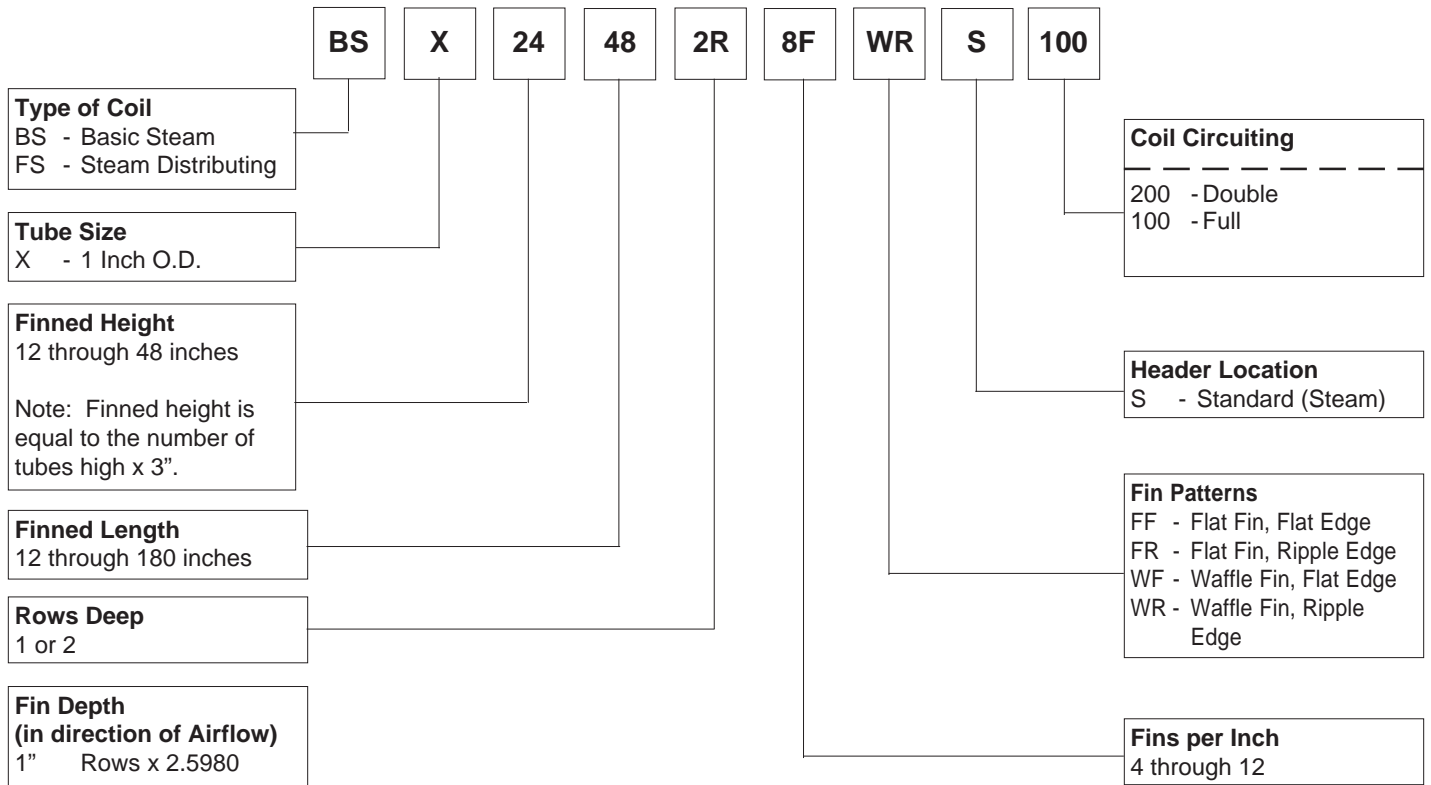 BS X 24 48 2R 8F WR S 100
Type of Coil
BS - Basic Steam
FS - Steam Distributing
Tube Size
X - 1 Inch O.D.
Finned Height
12 through 48 inches
Note: Finned height is
equal to the number of
tubes high x 3”.
Finned Length
12 through 180 inches
Rows Deep
1 or 2
Fin Depth
(in direction of Airflow)
1" Rows x 2.5980
Coil Circuiting
200 - Double
100 - Full
Header Location
S - Standard (Steam)
Fin Patterns
FF - Flat Fin, Flat Edge
FR - Flat Fin, Ripple Edge
WF - Waffle Fin, Flat Edge
WR - Waffle Fin, Ripple
Edge
Fins per Inch
4 through 12